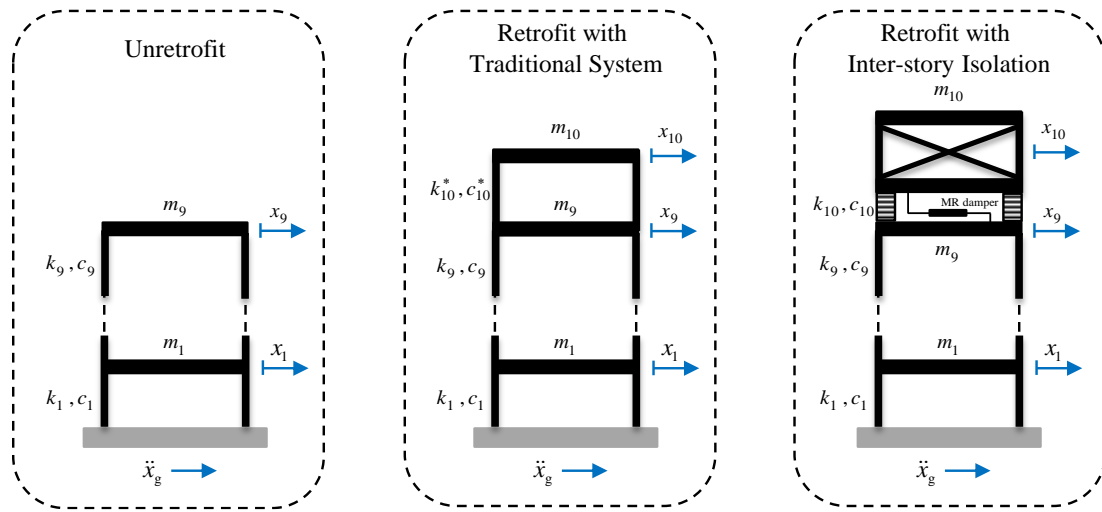 Unretrofit
m₉
x₉
k₉ , c₉
m₁
x₁
k₁ , c₁
ẍg
Retrofit with
Traditional System
m₁₀
x₁₀
k*₁₀, c*₁₀
m₉
x₉
k₉ , c₉
m₁
x₁
k₁ , c₁
ẍg
Retrofit with
Inter-story Isolation
m₁₀
x₁₀
k₁₀, c₁₀
MR damper
x₉
m₉
k₉ , c₉
m₁
x₁
k₁ , c₁
ẍg